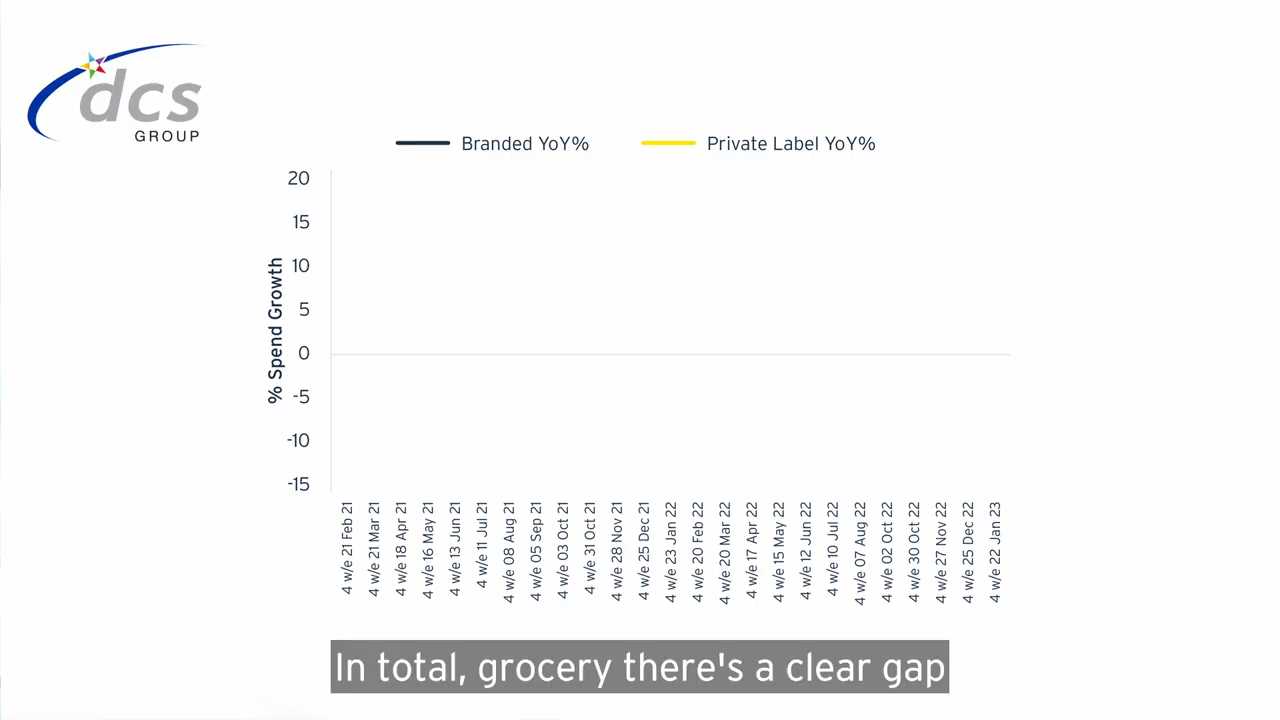 dcs
GROUP
Branded YoY%
Private Label YoY%
% Spend Growth
20
15
10
5
0
-5
-10
-15
4 w/e 21 Feb 21
4 w/e 21 Mar 21
4 w/e 18 Apr 21
4 w/e 16 May 21
4 w/e 13 Jun 21
4 w/e 11 Jul 21
4 w/e 08 Aug 21
4 w/e 05 Sep 21
4 w/e 03 Oct 21
4 w/e 31 Oct 21
4 w/e 28 Nov 21
4 w/e 25 Dec 21
4 w/e 23 Jan 22
4 w/e 20 Feb 22
4 w/e 20 Mar 22
4 w/e 17 Apr 22
4 w/e 15 May 22
4 w/e 12 Jun 22
4 w/e 10 Jul 22
4 w/e 07 Aug 22
4 w/e 02 Oct 22
4 w/e 30 Oct 22
4 w/e 27 Nov 22
4 w/e 25 Dec 22
4 w/e 22 Jan 23
In total, grocery there's a clear gap